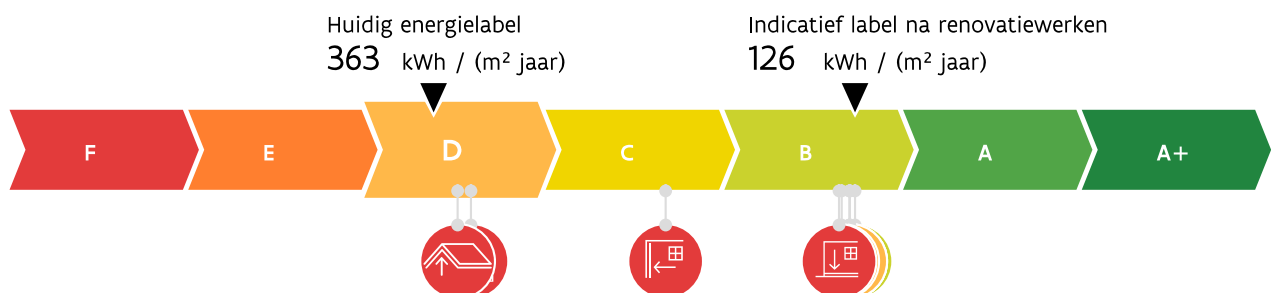 Huidig energielabel
363 kWh / (m² jaar)
Indicatief label na renovatiewerken
126 kWh / (m² jaar)
F E D C B A A+